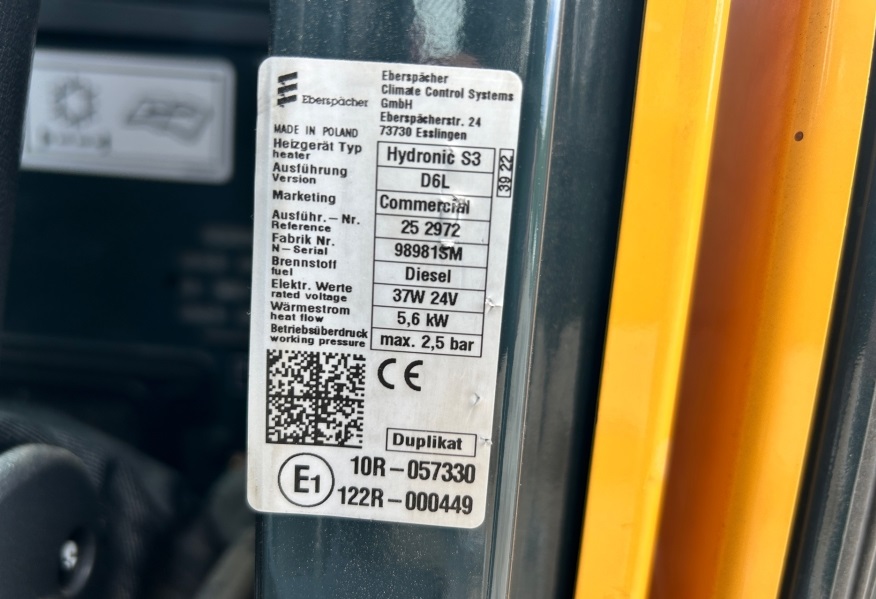 Eberspächer
Eberspächer
Climate Control Systems
GmbH
Eberspächerstr. 24
73730 Esslingen
MADE IN POLAND
Heizgerät Typ
heater
Hydronic S3
39 22
Ausführung
Version
D6L
Marketing
Commercial
Ausführ.-Nr.
Reference
25 2972
Fabrik Nr.
N-Serial
98981SM
Brennstoff
fuel
Diesel
Elektr. Werte
rated voltage
37W 24V
Wärmestrom
heat flow
5,6 kW
Betriebsüberdruck
working pressure
max. 2,5 bar
CE
Duplikat
E1
10R-057330
122R-000449